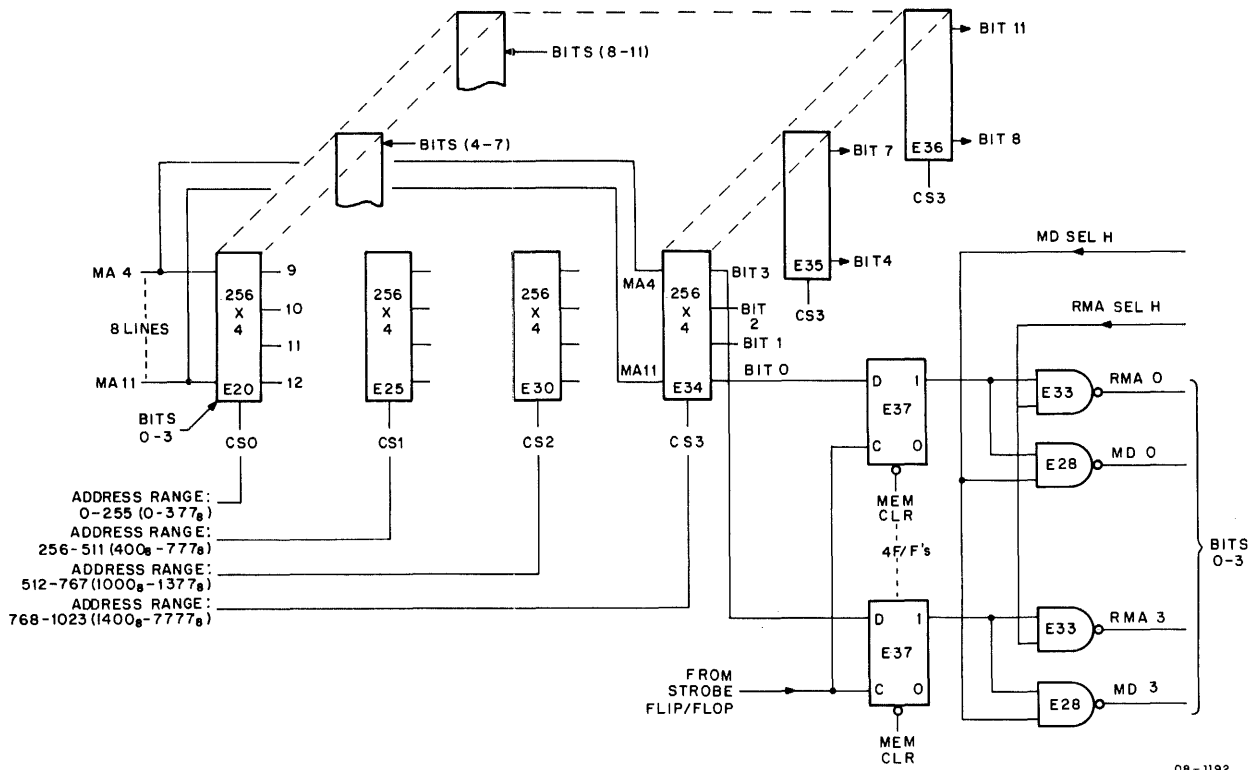 BITS (8-11)
BIT 11
BIT 8
E36
CS3
BITS (4-7)
BIT 7
BIT4
E35
CS3
MD SEL H
RMA SEL H
MA 4
8 LINES
MA11
256
X
4
E20
9
10
11
12
BITS
0-3
CS0
256
X
4
E25
CS1
256
X
4
E30
CS2
MA4
MA11
256
X
4
E34
CS3
BIT3
BIT
2
BIT 1
BIT 0
ADDRESS RANGE:
0-255 (0-377₈)
ADDRESS RANGE:
256-511 (400₈-777₈)
ADDRESS RANGE:
512-767 (1000₈-1377₈)
ADDRESS RANGE:
768-1023 (1400₈-7777₈)
D 1
E37
C 0
MEM
CLR
4F/F's
D 1
E37
C 0
MEM
CLR
FROM
STROBE
FLIP/FLOP
E33
RMA 0
E28
MD 0
E33
RMA 3
E28
MD 3
BITS
0-3
08-1192